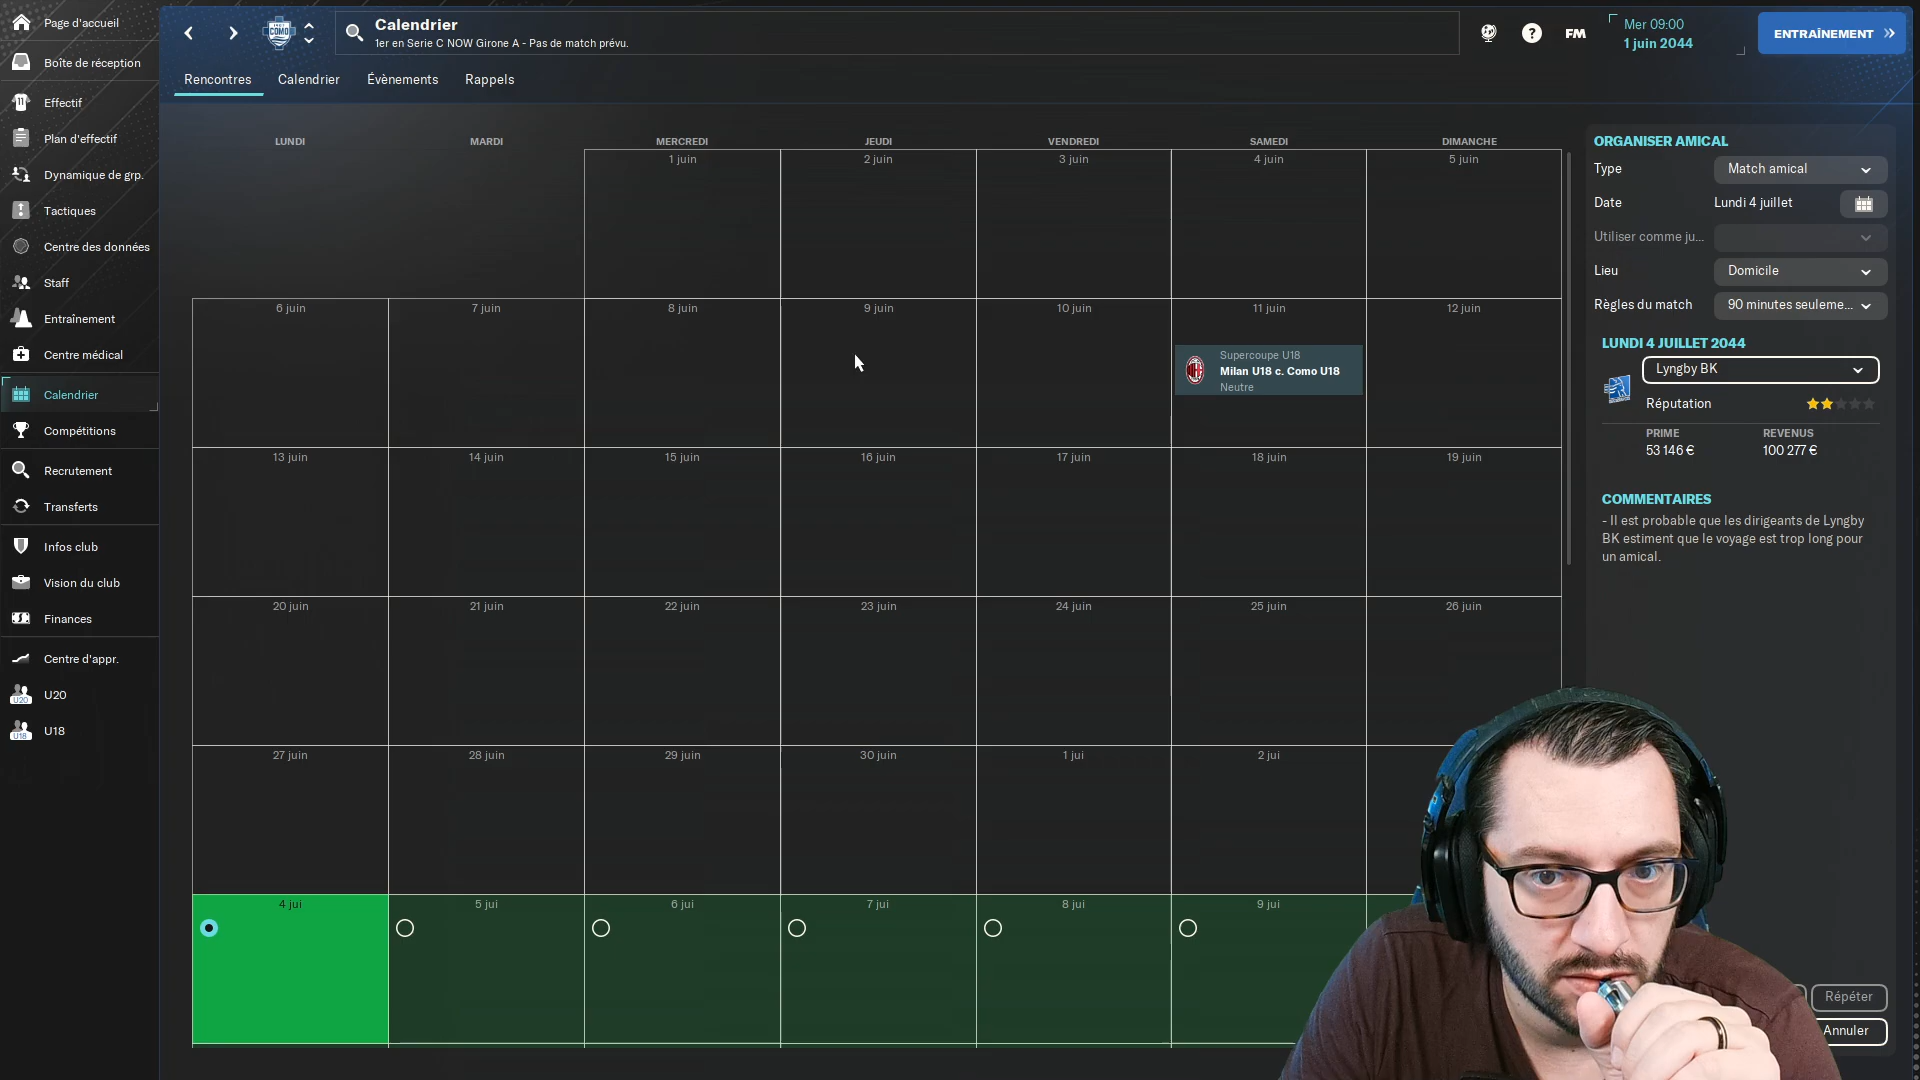 Page d'accueil
Boîte de réception
Effectif
Plan d'effectif
Dynamique de grp.
Tactiques
Centre des données
Staff
Entraînement
Centre médical
Calendrier
Compétitions
Recrutement
Transferts
Infos club
Vision du club
Finances
Centre d'appr.
U20
U18
COMO
Calendrier
1er en Serie C NOW Girone A - Pas de match prévu.
FM
Mer 09:00
1 juin 2044
ENTRAÎNEMENT
Rencontres Calendrier Évènements Rappels
LUNDI MARDI MERCREDI JEUDI VENDREDI SAMEDI DIMANCHE
1 juin 2 juin 3 juin 4 juin 5 juin
6 juin 7 juin 8 juin 9 juin 10 juin 11 juin 12 juin
Supercoupe U18
Milan U18 c. Como U18
Neutre
13 juin 14 juin 15 juin 16 juin 17 juin 18 juin 19 juin
20 juin 21 juin 22 juin 23 juin 24 juin 25 juin 26 juin
27 juin 28 juin 29 juin 30 juin 1 jui 2 jui
4 jui 5 jui 6 jui 7 jui 8 jui 9 jui
ORGANISER AMICAL
Type Match amical
Date Lundi 4 juillet
Utiliser comme ju...
Lieu Domicile
Règles du match 90 minutes seuleme...
LUNDI 4 JUILLET 2044
Lyngby BK
Réputation
PRIME REVENUS
53 146 € 100 277 €
COMMENTAIRES
- Il est probable que les dirigeants de Lyngby
BK estiment que le voyage est trop long pour
un amical.
Répéter
Annuler